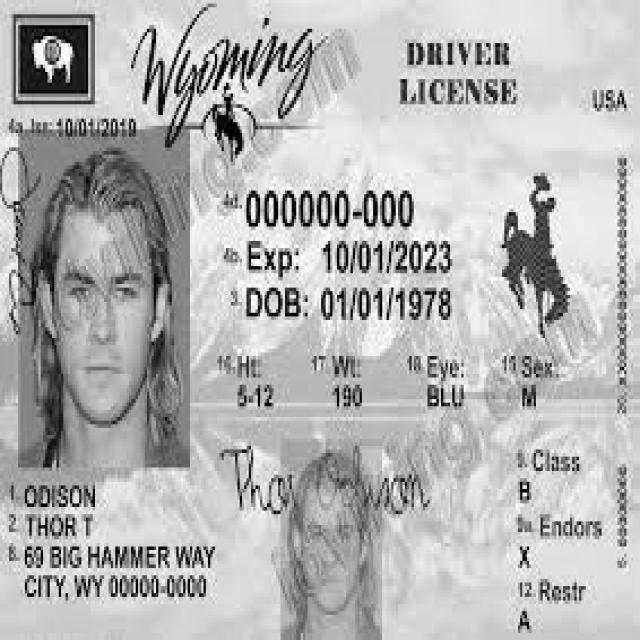 Wyoming
DRIVER
LICENSE
USA
4a. Iss: 10/01/2019
4d. 000000-000
4b. Exp: 10/01/2023
3. DOB: 01/01/1978
16. Ht: 17. Wt: 18. Eye: 15 Sex:
5-12 190 BLU M
1. ODISON
2. THOR T
8. 69 BIG HAMMER WAY
CITY, WY 00000-0000
Thor
9. Class
B
9a. Endors
X
12. Restr
A